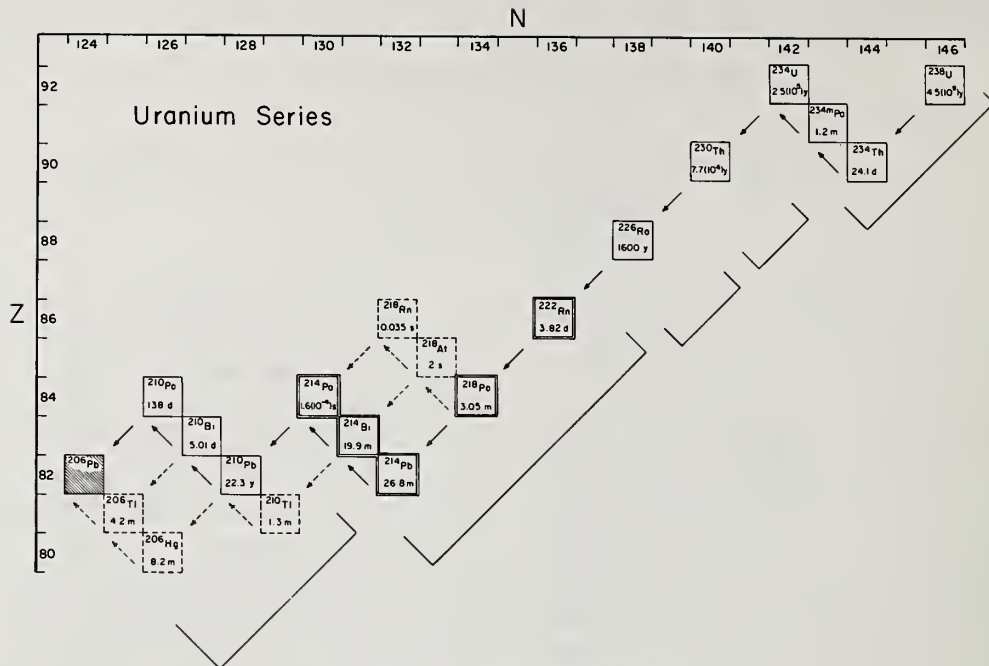 N
124 126 128 130 132 134 136 138 140 142 144 146
Uranium Series
Z
92
90
88
86
84
82
80
234U
2.5(10⁵)y
238U
4.5(10⁹)y
234mPa
1.2 m
230Th
7.7(10⁴)y
234Th
24.1 d
226Ra
1600 y
218Rn
0.035 s
222Rn
3.82 d
218At
2 s
210Po
138 d
214Po
1.6(10⁻⁴)s
218Po
3.05 m
210Bi
5.01 d
214Bi
19.9 m
206Pb
210Pb
22.3 y
214Pb
26.8 m
206Tl
4.2 m
210Tl
1.3 m
206Hg
8.2 m